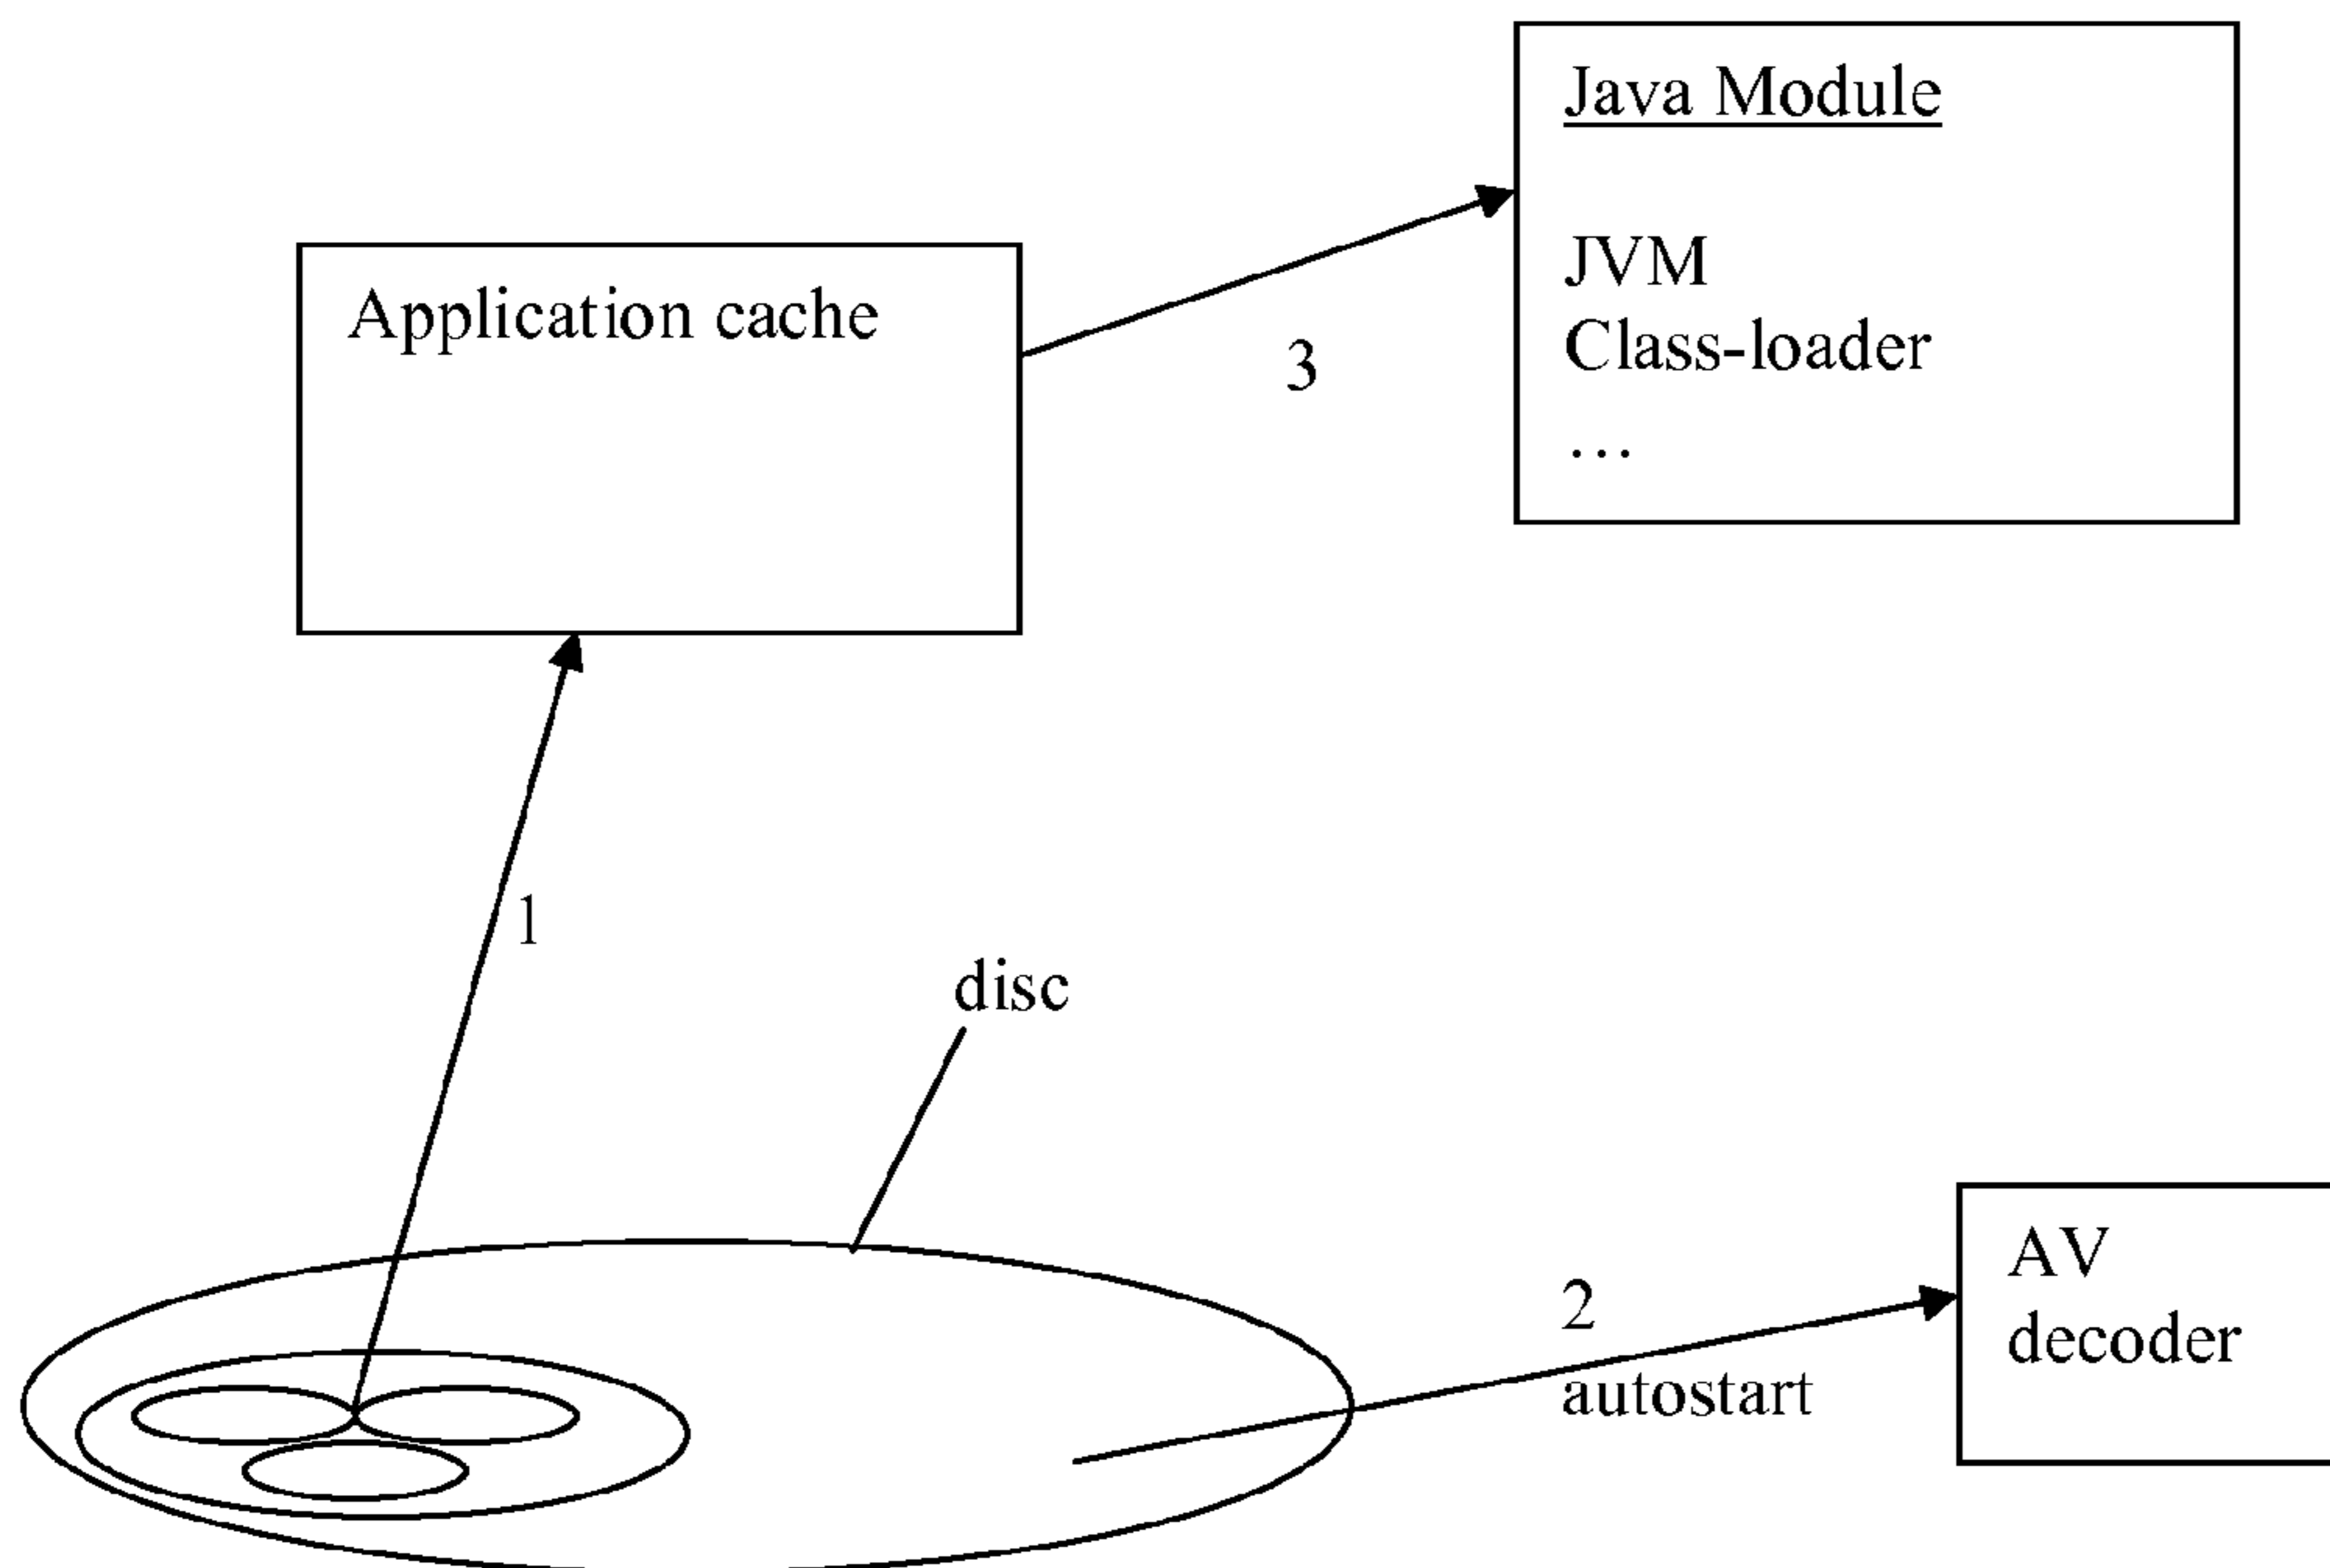 Java Module
JVM
Class-loader
...
Application cache
3
1
disc
2
autostart
AV
decoder